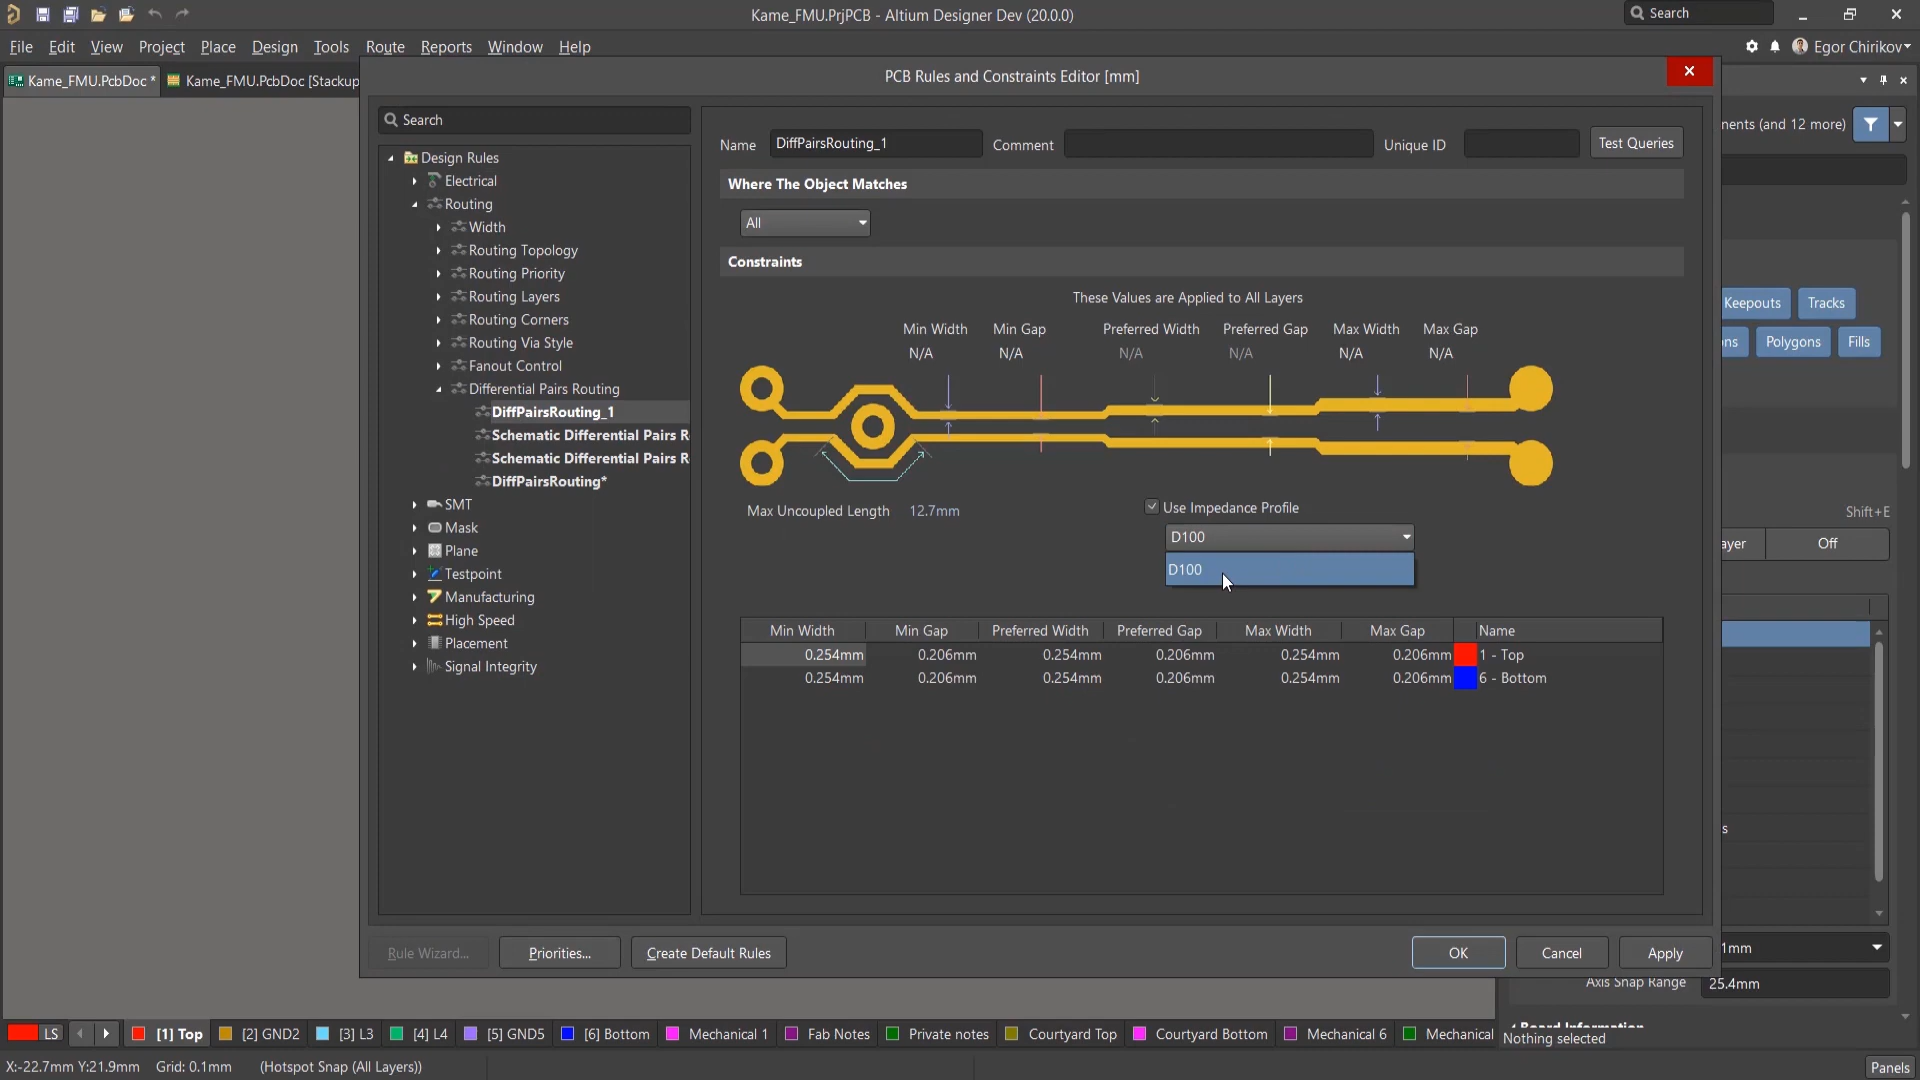 Kame_FMU.PrjPCB - Altium Designer Dev (20.0.0)
Search
File Edit View Project Place Design Tools Route Reports Window Help
Egor Chirikov
Kame_FMU.PcbDoc *
Kame_FMU.PcbDoc [Stackup
PCB Rules and Constraints Editor [mm]
Search
Design Rules
Electrical
Routing
Width
Routing Topology
Routing Priority
Routing Layers
Routing Corners
Routing Via Style
Fanout Control
Differential Pairs Routing
DiffPairsRouting_1
Schematic Differential Pairs R
Schematic Differential Pairs R
DiffPairsRouting*
SMT
Mask
Plane
Testpoint
Manufacturing
High Speed
Placement
Signal Integrity
Name DiffPairsRouting_1 Comment Unique ID Test Queries
Where The Object Matches
All
Constraints
These Values are Applied to All Layers
Min Width Min Gap Preferred Width Preferred Gap Max Width Max Gap
N/A N/A N/A N/A N/A N/A
Max Uncoupled Length 12.7mm
Use Impedance Profile
D100
D100
Min Width Min Gap Preferred Width Preferred Gap Max Width Max Gap Name
0.254mm 0.206mm 0.254mm 0.206mm 0.254mm 0.206mm 1 - Top
0.254mm 0.206mm 0.254mm 0.206mm 0.254mm 0.206mm 6 - Bottom
Rule Wizard... Priorities... Create Default Rules OK Cancel Apply
nents (and 12 more)
Keepouts Tracks
ons Polygons Fills
Shift+E
ayer Off
s
1mm
Axis Snap Range 25.4mm
Nothing selected
LS [1] Top [2] GND2 [3] L3 [4] L4 [5] GND5 [6] Bottom Mechanical 1 Fab Notes Private notes Courtyard Top Courtyard Bottom Mechanical 6 Mechanical
X:-22.7mm Y:21.9mm Grid: 0.1mm (Hotspot Snap (All Layers))
Panels